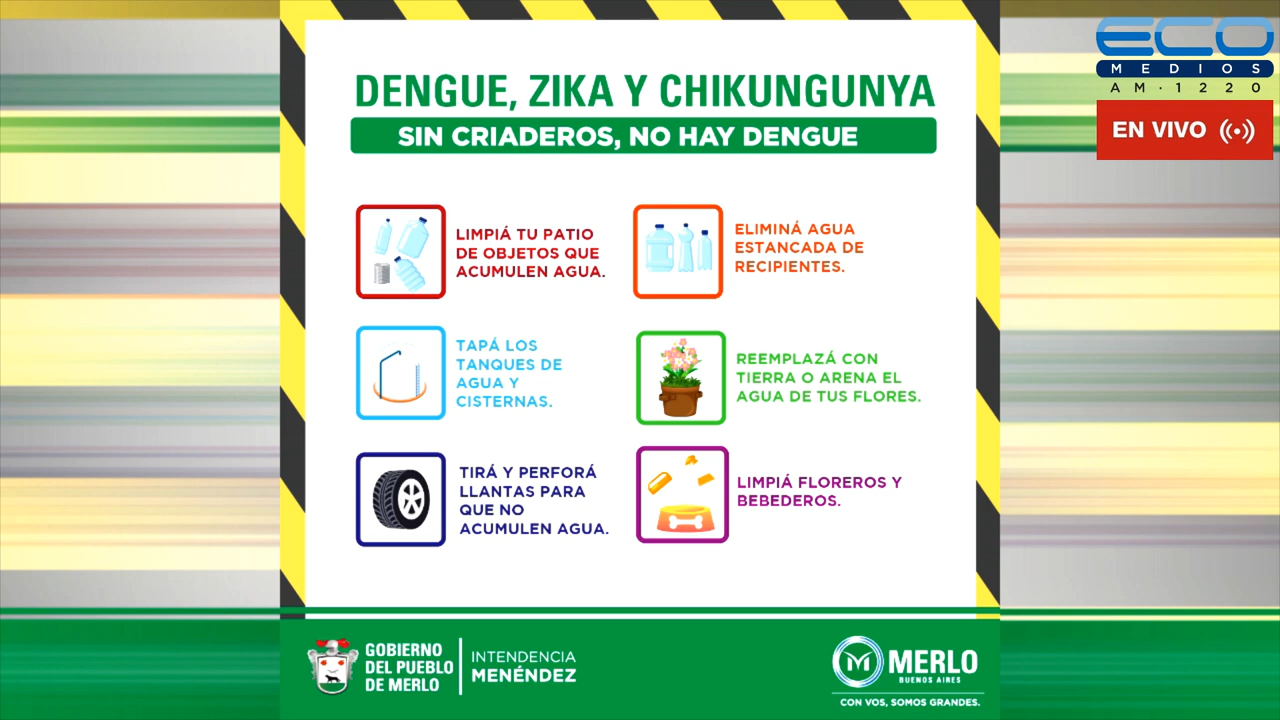 ECO
MEDIOS
AM·1220
EN VIVO
DENGUE, ZIKA Y CHIKUNGUNYA
SIN CRIADEROS, NO HAY DENGUE
LIMPIÁ TU PATIO
DE OBJETOS QUE
ACUMULEN AGUA.
ELIMINÁ AGUA
ESTANCADA DE
RECIPIENTES.
TAPÁ LOS
TANQUES DE
AGUA Y
CISTERNAS.
REEMPLAZÁ CON
TIERRA O ARENA EL
AGUA DE TUS FLORES.
TIRÁ Y PERFORÁ
LLANTAS PARA
QUE NO
ACUMULEN AGUA.
LIMPIÁ FLOREROS Y
BEBEDEROS.
GOBIERNO
DEL PUEBLO
DE MERLO
INTENDENCIA
MENÉNDEZ
MERLO
BUENOS AIRES
CON VOS, SOMOS GRANDES.